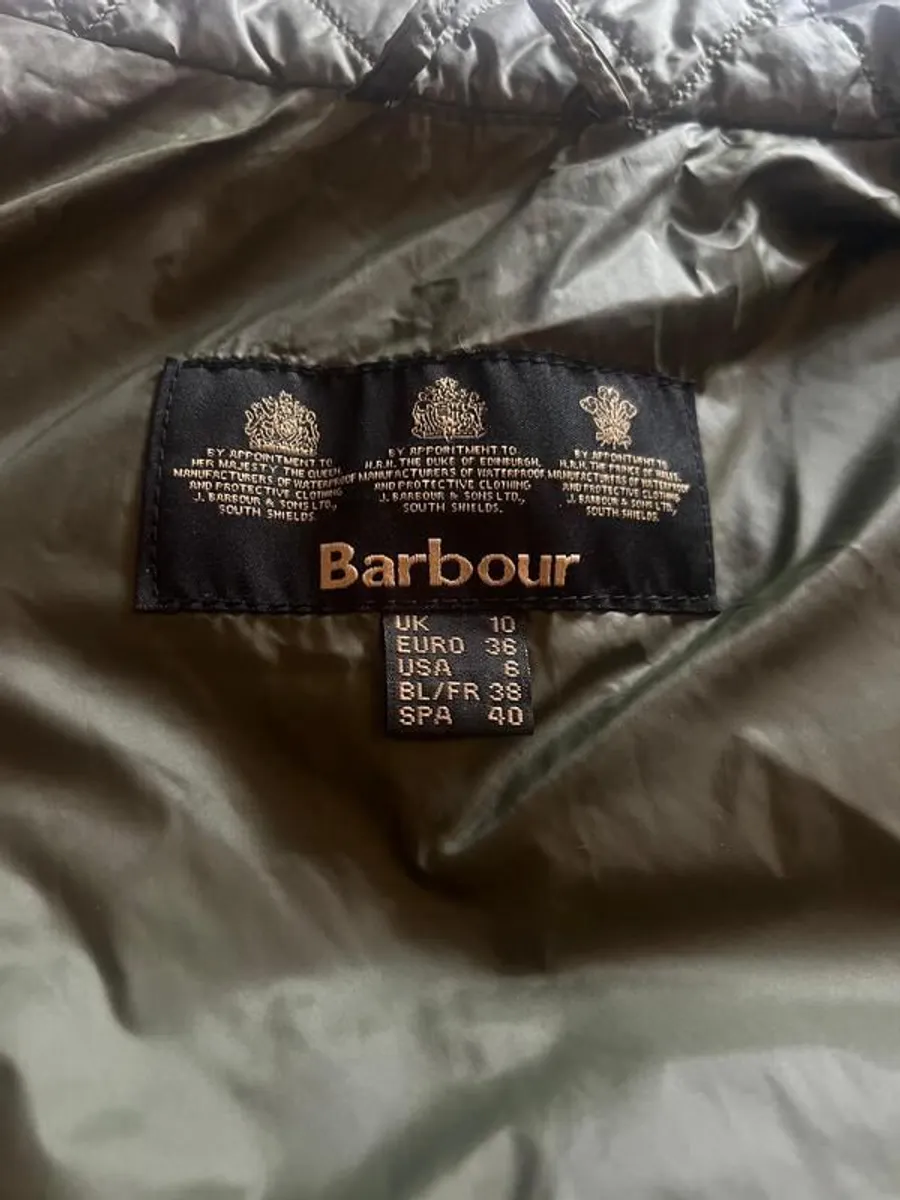 BY APPOINTMENT TO
HER MAJESTY THE QUEEN
MANUFACTURERS OF WATERPROOF
AND PROTECTIVE CLOTHING
J. BARBOUR & SONS LTD.,
SOUTH SHIELDS.
BY APPOINTMENT TO
H.R.H. THE DUKE OF EDINBURGH,
MANUFACTURERS OF WATERPROOF
AND PROTECTIVE CLOTHING
J. BARBOUR & SONS LTD.,
SOUTH SHIELDS.
BY APPOINTMENT TO
H.R.H. THE PRINCE OF WALES
MANUFACTURERS OF WATERPROOF
AND PROTECTIVE CLOTHING
J. BARBOUR & SONS LTD.,
SOUTH SHIELDS.
Barbour
UK 10
EURO 36
USA 6
BL/FR 38
SPA 40